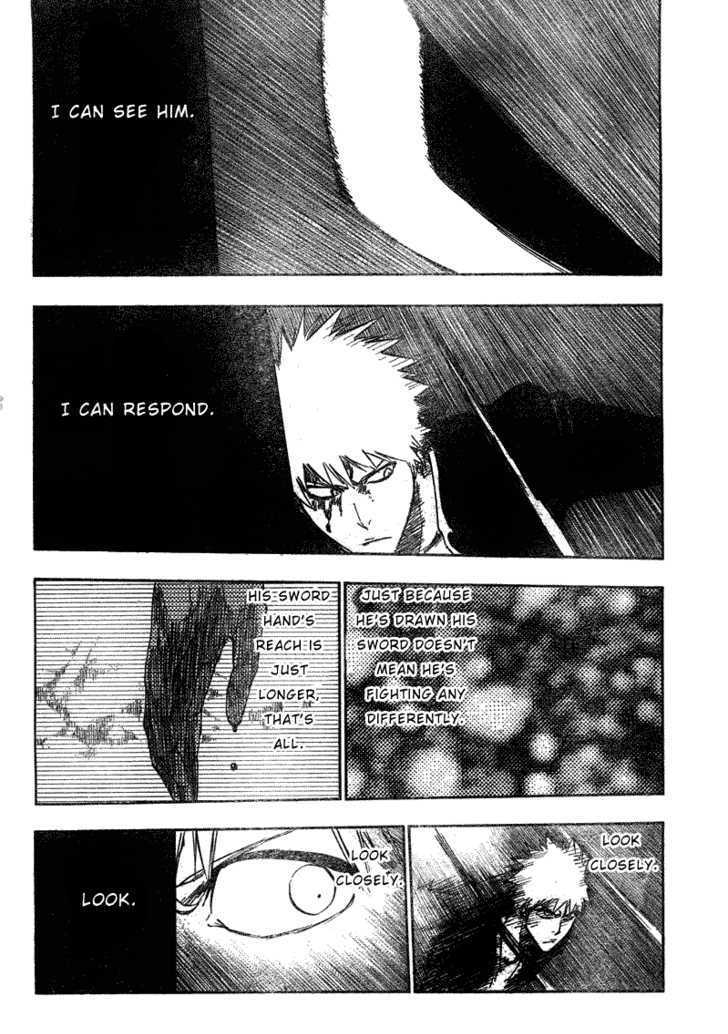 I CAN SEE HIM.
I CAN RESPOND.
JUST BECAUSE
HE'S DRAWN HIS
SWORD DOESN'T
MEAN HE'S
FIGHTING ANY
DIFFERENTLY.
HIS SWORD
HAND'S
REACH IS
JUST
LONGER,
THAT'S
ALL.
LOOK
CLOSELY.
LOOK
CLOSELY.
LOOK.